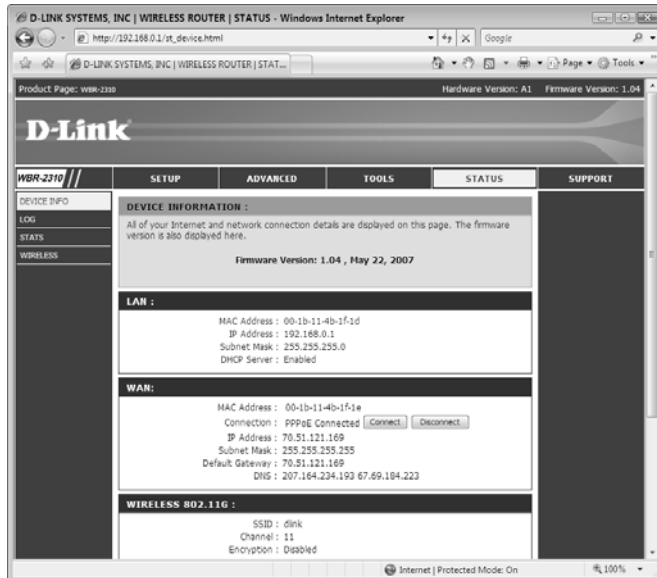 D-LINK SYSTEMS, INC | WIRELESS ROUTER | STATUS - Windows Internet Explorer
http://192.168.0.1/st_device.html
Google
D-LINK SYSTEMS, INC | WIRELESS ROUTER | STAT...
Page
Tools
Product Page: WBR-2310
Hardware Version: A1 Firmware Version: 1.04
D-Link
WBR-2310
SETUP
ADVANCED
TOOLS
STATUS
SUPPORT
DEVICE INFO
LOG
STATS
WIRELESS
DEVICE INFORMATION :
All of your Internet and network connection details are displayed on this page. The firmware
version is also displayed here.
Firmware Version: 1.04 , May 22, 2007
LAN :
MAC Address : 00-1b-11-4b-1f-1d
IP Address : 192.168.0.1
Subnet Mask : 255.255.255.0
DHCP Server : Enabled
WAN:
MAC Address : 00-1b-11-4b-1f-1e
Connection : PPPoE Connected Connect Disconnect
IP Address : 70.51.121.169
Subnet Mask : 255.255.255.255
Default Gateway : 70.51.121.169
DNS : 207.164.234.193 67.69.184.223
WIRELESS 802.11G :
SSID : dlink
Channel : 11
Encryption : Disabled
Internet | Protected Mode: On
100%